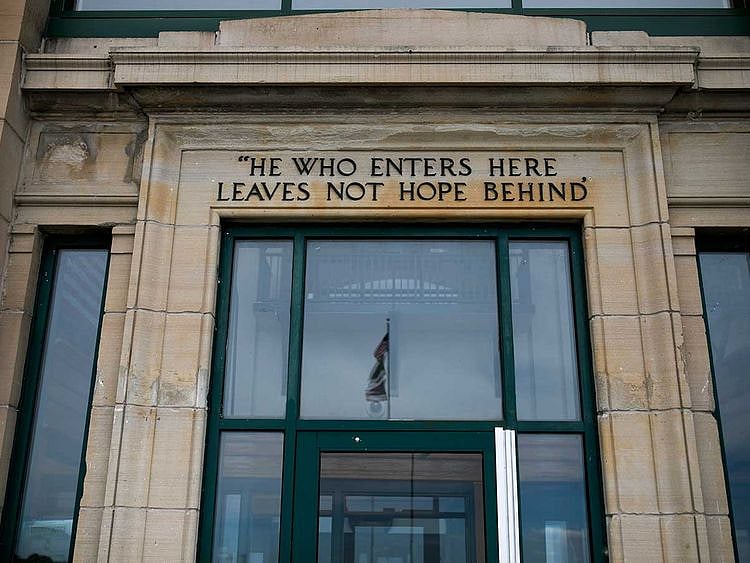 "HE WHO ENTERS HERE
LEAVES NOT HOPE BEHIND"